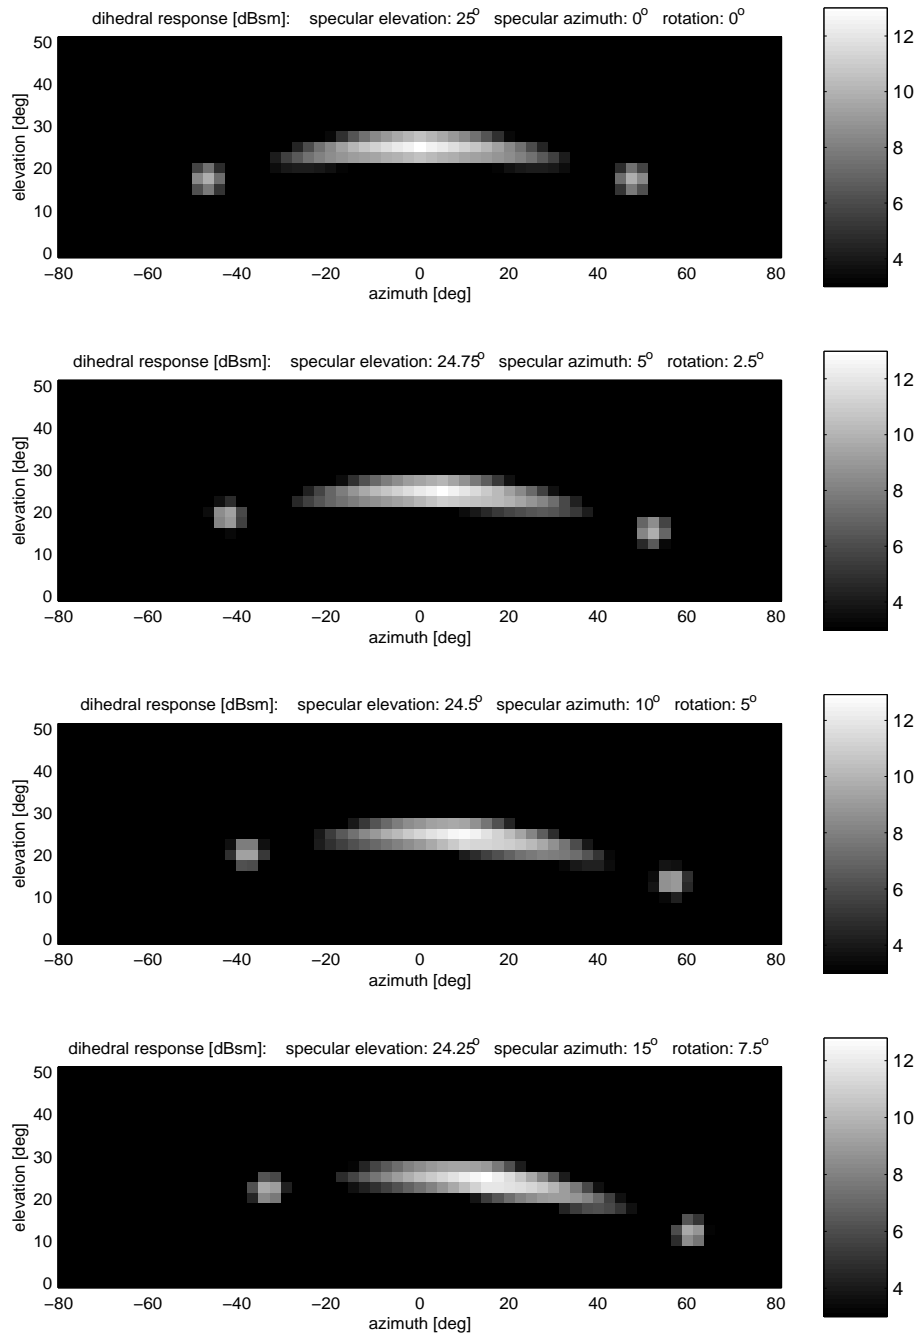 dihedral response [dBsm]: specular elevation: 25° specular azimuth: 0° rotation: 0°
50
40
30
20
10
0
elevation [deg]
−80 −60 −40 −20 0 20 40 60 80
azimuth [deg]
12
10
8
6
4
dihedral response [dBsm]: specular elevation: 24.75° specular azimuth: 5° rotation: 2.5°
50
40
30
20
10
0
elevation [deg]
−80 −60 −40 −20 0 20 40 60 80
azimuth [deg]
12
10
8
6
4
dihedral response [dBsm]: specular elevation: 24.5° specular azimuth: 10° rotation: 5°
50
40
30
20
10
0
elevation [deg]
−80 −60 −40 −20 0 20 40 60 80
azimuth [deg]
12
10
8
6
4
dihedral response [dBsm]: specular elevation: 24.25° specular azimuth: 15° rotation: 7.5°
50
40
30
20
10
0
elevation [deg]
−80 −60 −40 −20 0 20 40 60 80
azimuth [deg]
12
10
8
6
4